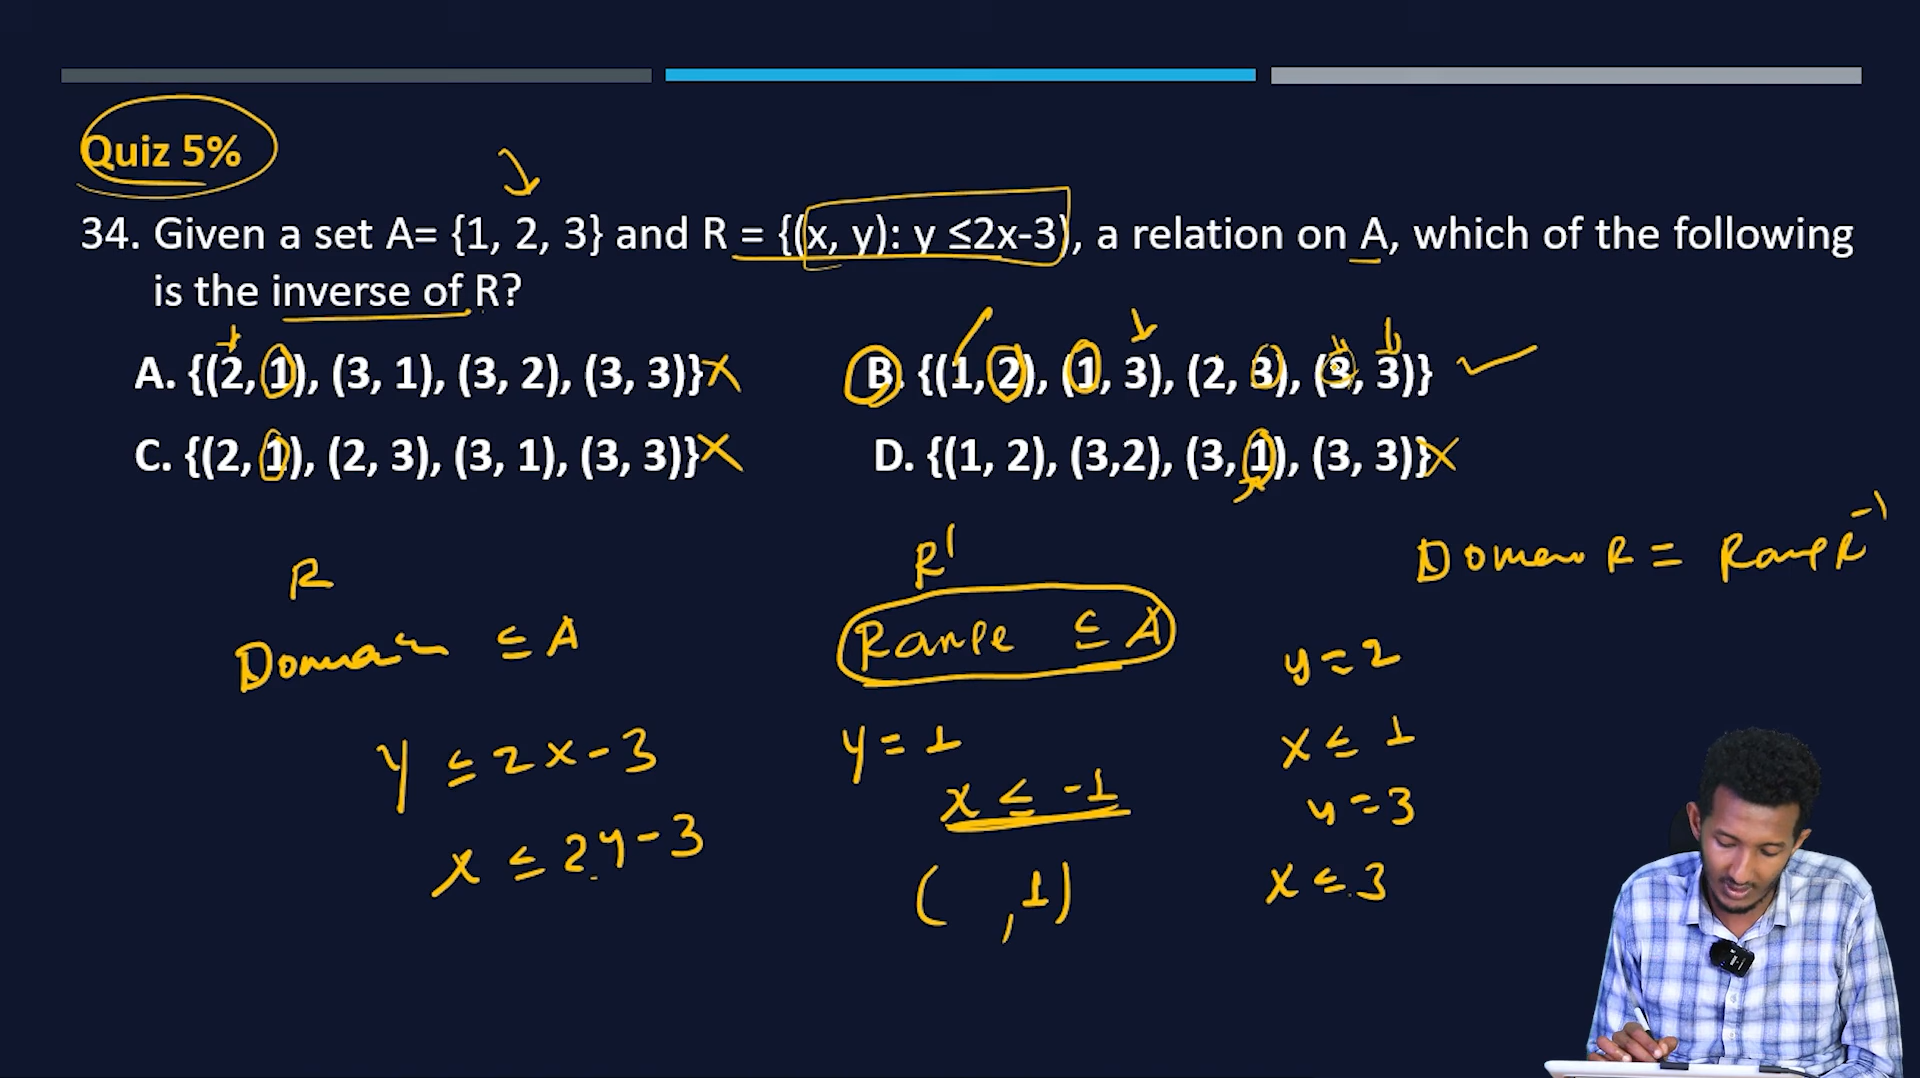 Quiz 5%
34. Given a set A= {1, 2, 3} and R = {(x, y): y ≤2x-3), a relation on A, which of the following
is the inverse of R?
A. {(2, 1), (3, 1), (3, 2), (3, 3)}
B. {(1, 2), (1, 3), (2, 3), (3, 3)}
C. {(2, 1), (2, 3), (3, 1), (3, 3)}
D. {(1, 2), (3,2), (3, 1), (3, 3)}
R
Domain ⊆ A
y ≤ 2x-3
x ≤ 2y-3
R'
Range ⊆ A
y = 1
x ≤ -1
( , 1)
Domain R = Range R⁻¹
y = 2
x ≤ 1
y = 3
x ≤ 3